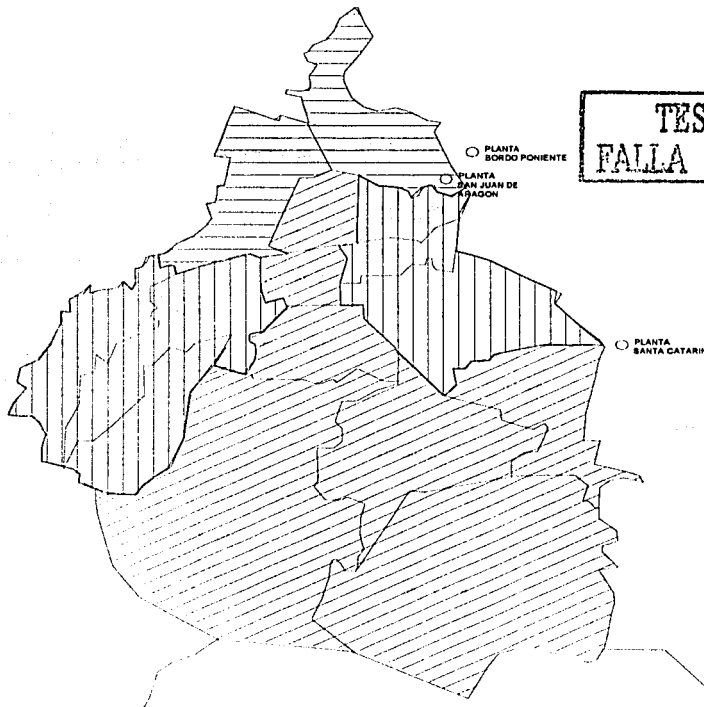 TES
FALLA
PLANTA
BORDO PONIENTE
PLANTA
SAN JUAN DE
ARAGON
PLANTA
SANTA CATARIN